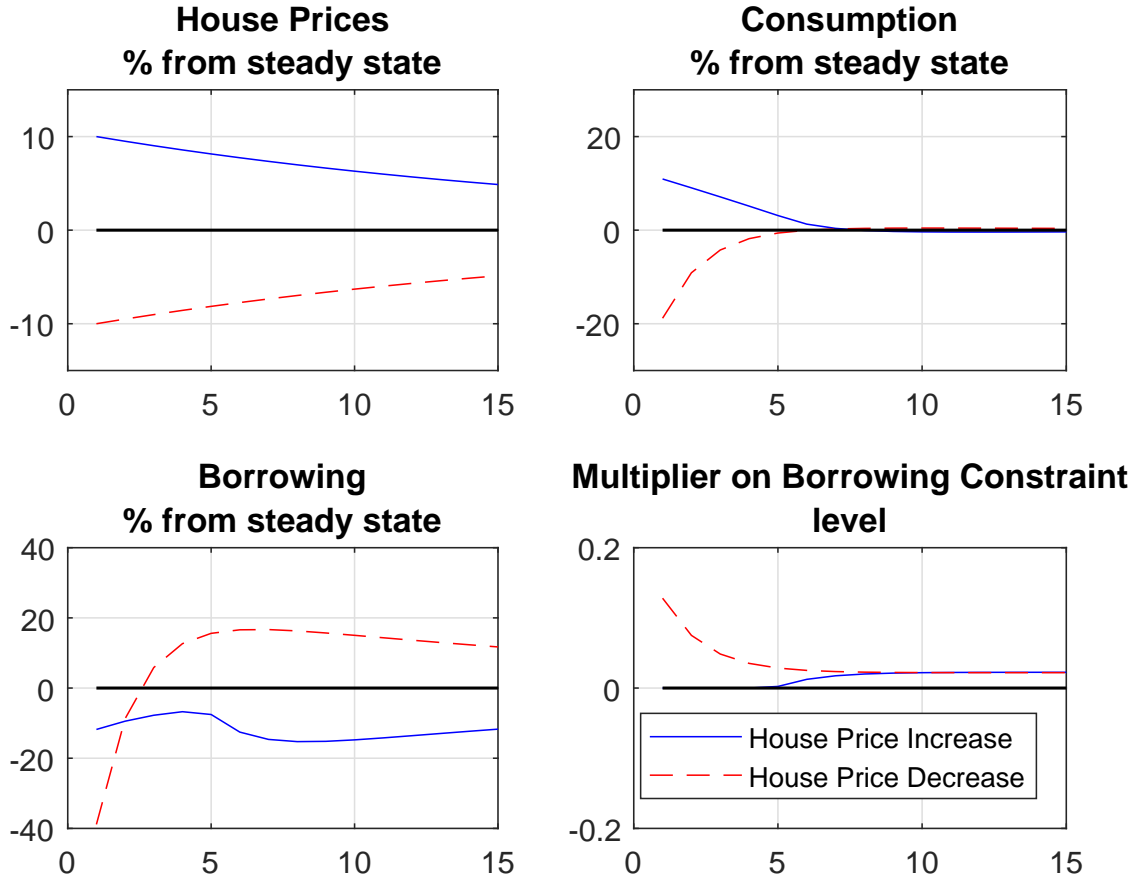 House Prices
% from steady state
10
0
-10
0 5 10 15
Consumption
% from steady state
20
0
-20
0 5 10 15
Borrowing
% from steady state
40
20
0
-20
-40
0 5 10 15
Multiplier on Borrowing Constraint
level
0.2
0
-0.2
0 5 10 15
House Price Increase
House Price Decrease